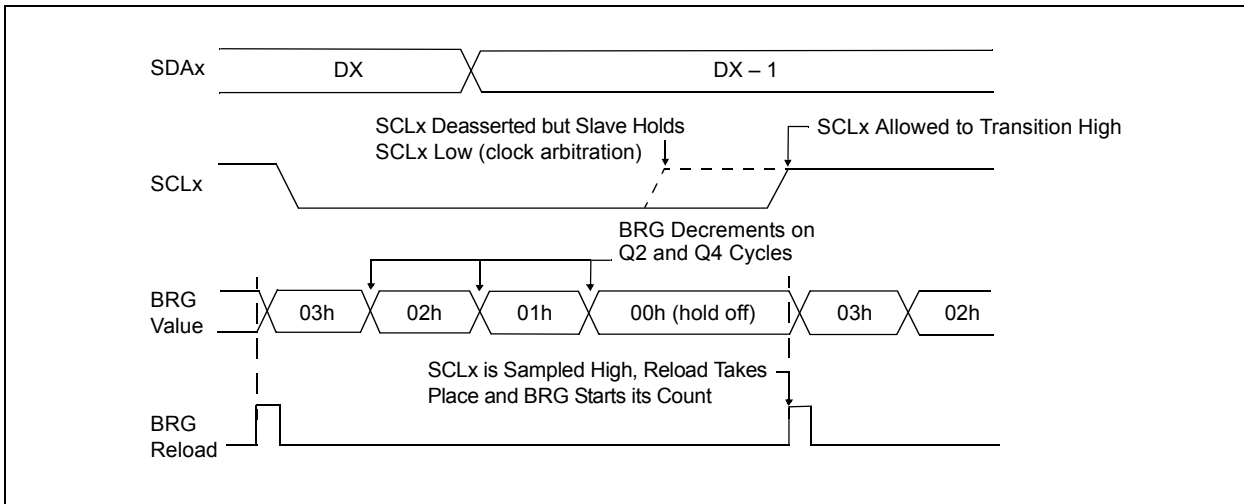 SDAx
DX
DX – 1
SCLx Deasserted but Slave Holds
SCLx Low (clock arbitration)
SCLx Allowed to Transition High
SCLx
BRG Decrements on
Q2 and Q4 Cycles
BRG
Value
03h
02h
01h
00h (hold off)
03h
02h
SCLx is Sampled High, Reload Takes
Place and BRG Starts its Count
BRG
Reload